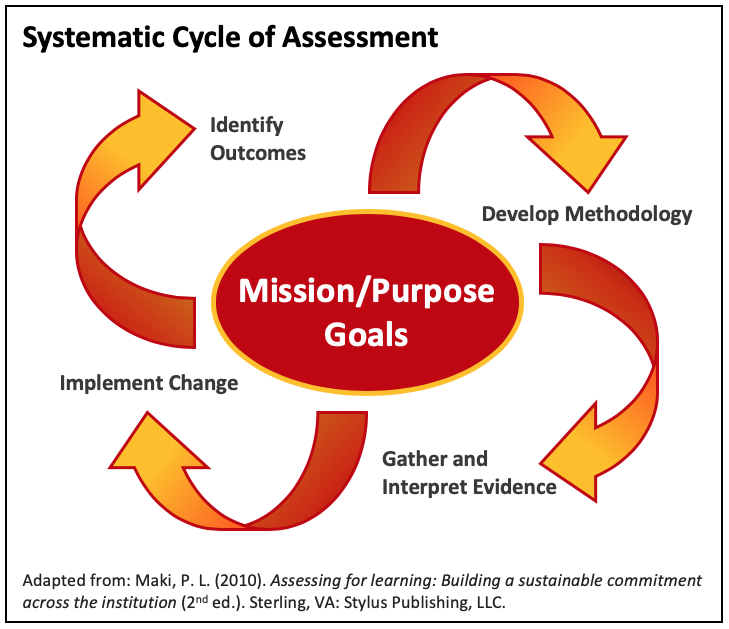 Systematic Cycle of Assessment
Identify
Outcomes
Develop Methodology
Mission/Purpose
Goals
Implement Change
Gather and
Interpret Evidence
Adapted from: Maki, P. L. (2010). Assessing for learning: Building a sustainable commitment
across the institution (2nd ed.). Sterling, VA: Stylus Publishing, LLC.